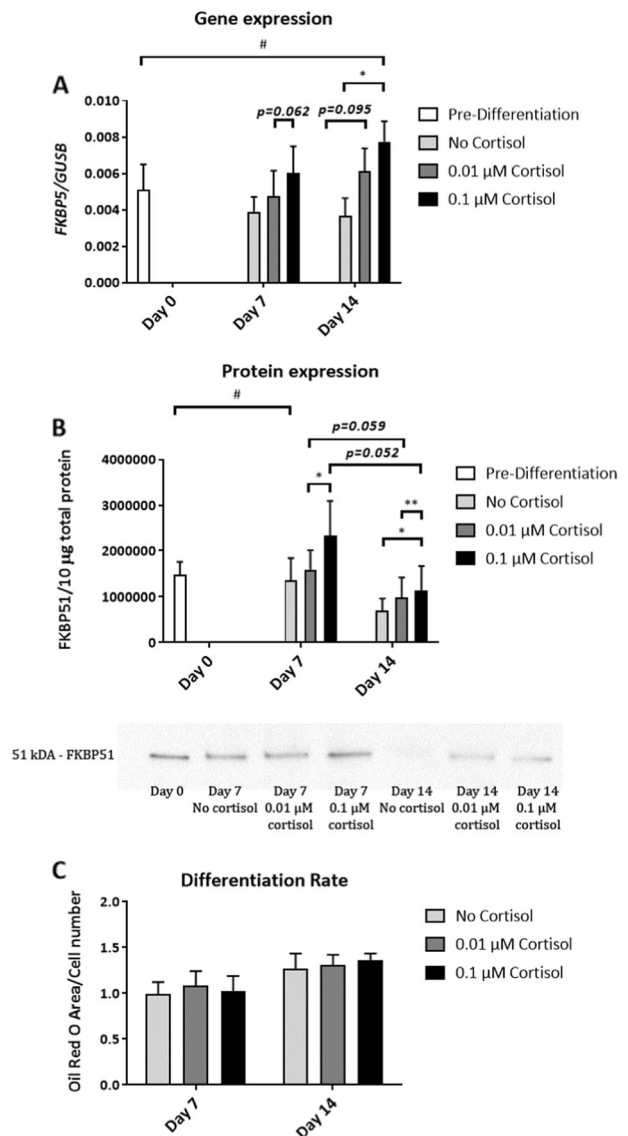 Gene expression
#
A
*
p=0.062
p=0.095
0.010
0.008
0.006
0.004
0.002
0.000
FKBP5/GUSB
Pre-Differentiation
No Cortisol
0.01 µM Cortisol
0.1 µM Cortisol
Day 0
Day 7
Day 14
Protein expression
#
B
p=0.059
p=0.052
*
**
*
4000000
3000000
2000000
1000000
0
FKBP51/10 µg total protein
Pre-Differentiation
No Cortisol
0.01 µM Cortisol
0.1 µM Cortisol
Day 0
Day 7
Day 14
51 kDA - FKBP51
Day 0
Day 7
No cortisol
Day 7
0.01 µM
cortisol
Day 7
0.1 µM
cortisol
Day 14
No cortisol
Day 14
0.01 µM
cortisol
Day 14
0.1 µM
cortisol
C
Differentiation Rate
2.0
1.5
1.0
0.5
0.0
Oil Red O Area/Cell number
No Cortisol
0.01 µM Cortisol
0.1 µM Cortisol
Day 7
Day 14